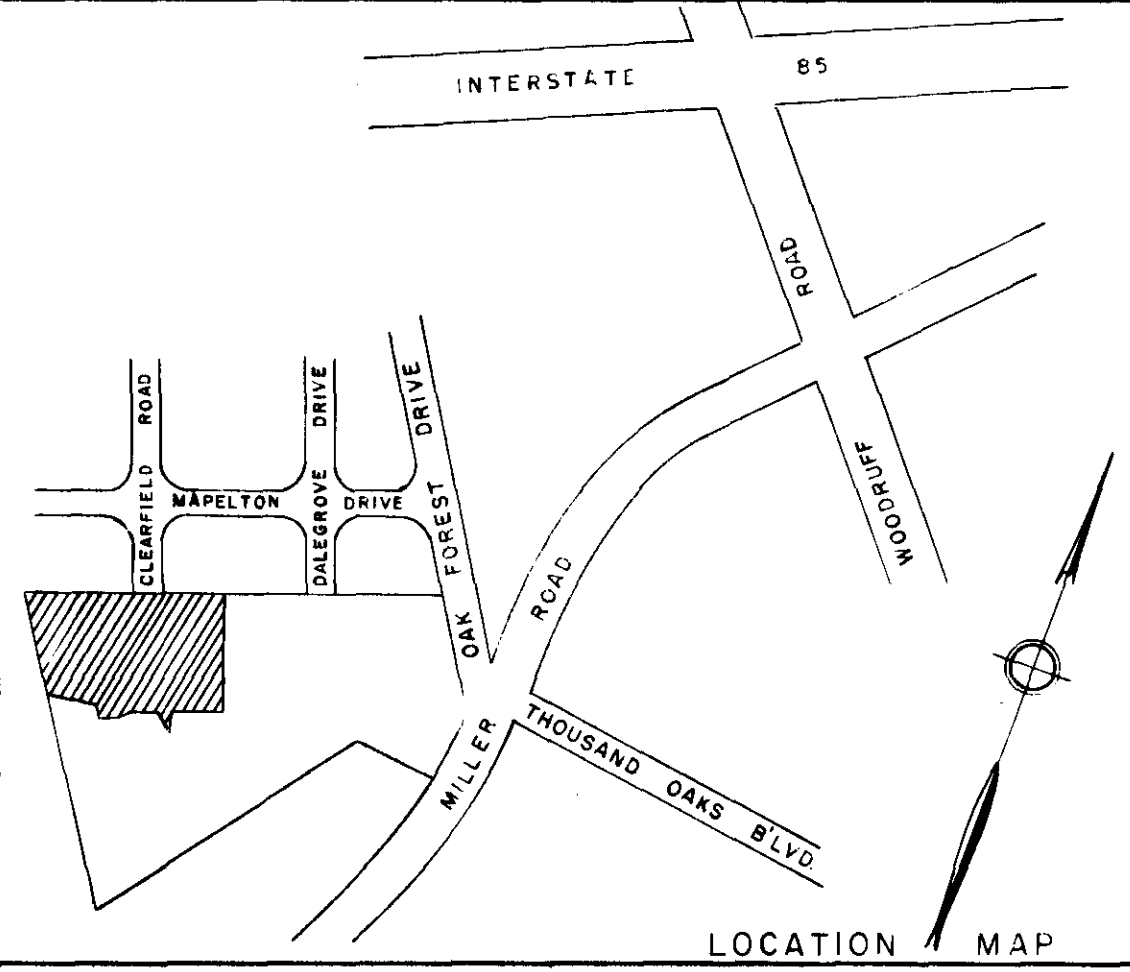 INTERSTATE 85
WOODRUFF ROAD
CLEARFIELD ROAD
MAPELTON DRIVE
DALEGROVE DRIVE
OAK FOREST DRIVE
MILLER ROAD
THOUSAND OAKS B'LVD.
LOCATION MAP